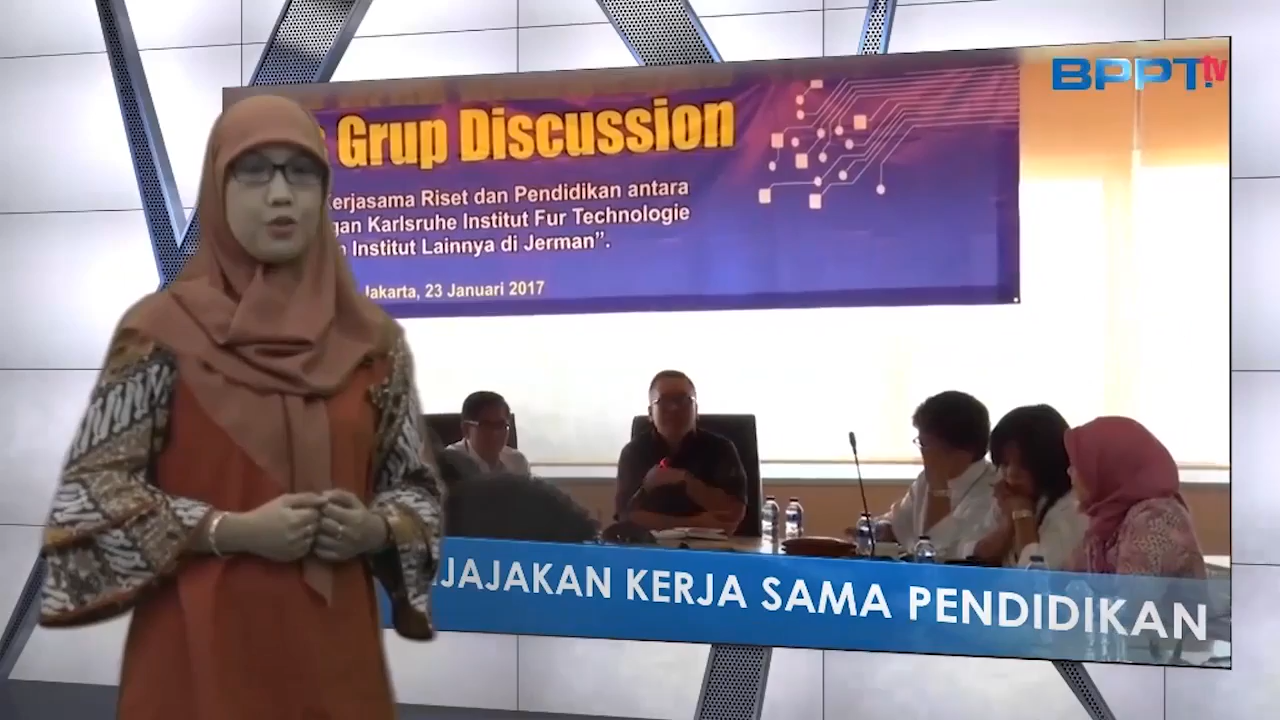 BPPT.tv
Grup Discussion
Kerjasama Riset dan Pendidikan antara
Karlsruhe Institut Fur Technologie
Institut Lainnya di Jerman”.
Jakarta, 23 Januari 2017
JAJAKAN KERJA SAMA PENDIDIKAN